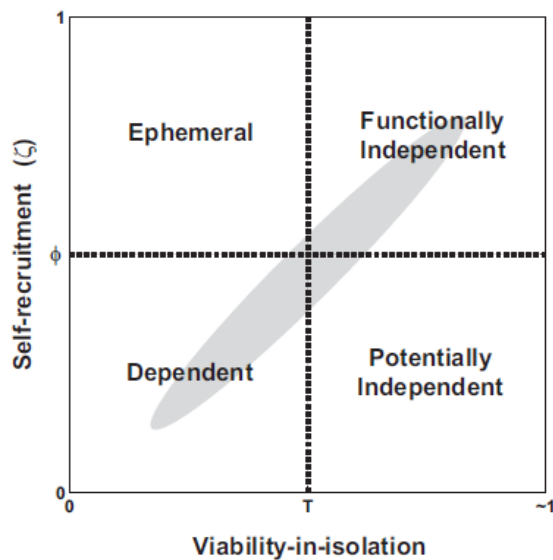 1
Ephemeral
Functionally
Independent
Self-recruitment (ζ)
ϕ
Dependent
Potentially
Independent
0
0
T
~1
Viability-in-isolation